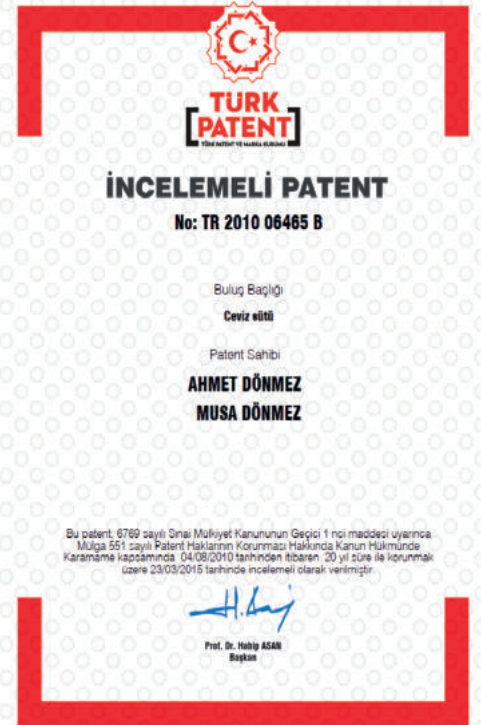 TÜRK
PATENT
TÜRK PATENT VE MARKA KURUMU
İNCELEMELİ PATENT
No: TR 2010 06465 B
Buluş Başlığı
Ceviz sütü
Patent Sahibi
AHMET DÖNMEZ
MUSA DÖNMEZ
Bu patent, 6769 sayılı Sınai Mülkiyet Kanununun Geçici 1 nci maddesi uyarınca
Mülga 551 sayılı Patent Haklarının Korunması Hakkında Kanun Hükmünde
Kararname kapsamında 04/08/2010 tarihinden itibaren 20 yıl süre ile korunmak
üzere 23/03/2015 tarihinde incelemeli olarak verilmiştir.
Prof. Dr. Habip ASAN
Başkan